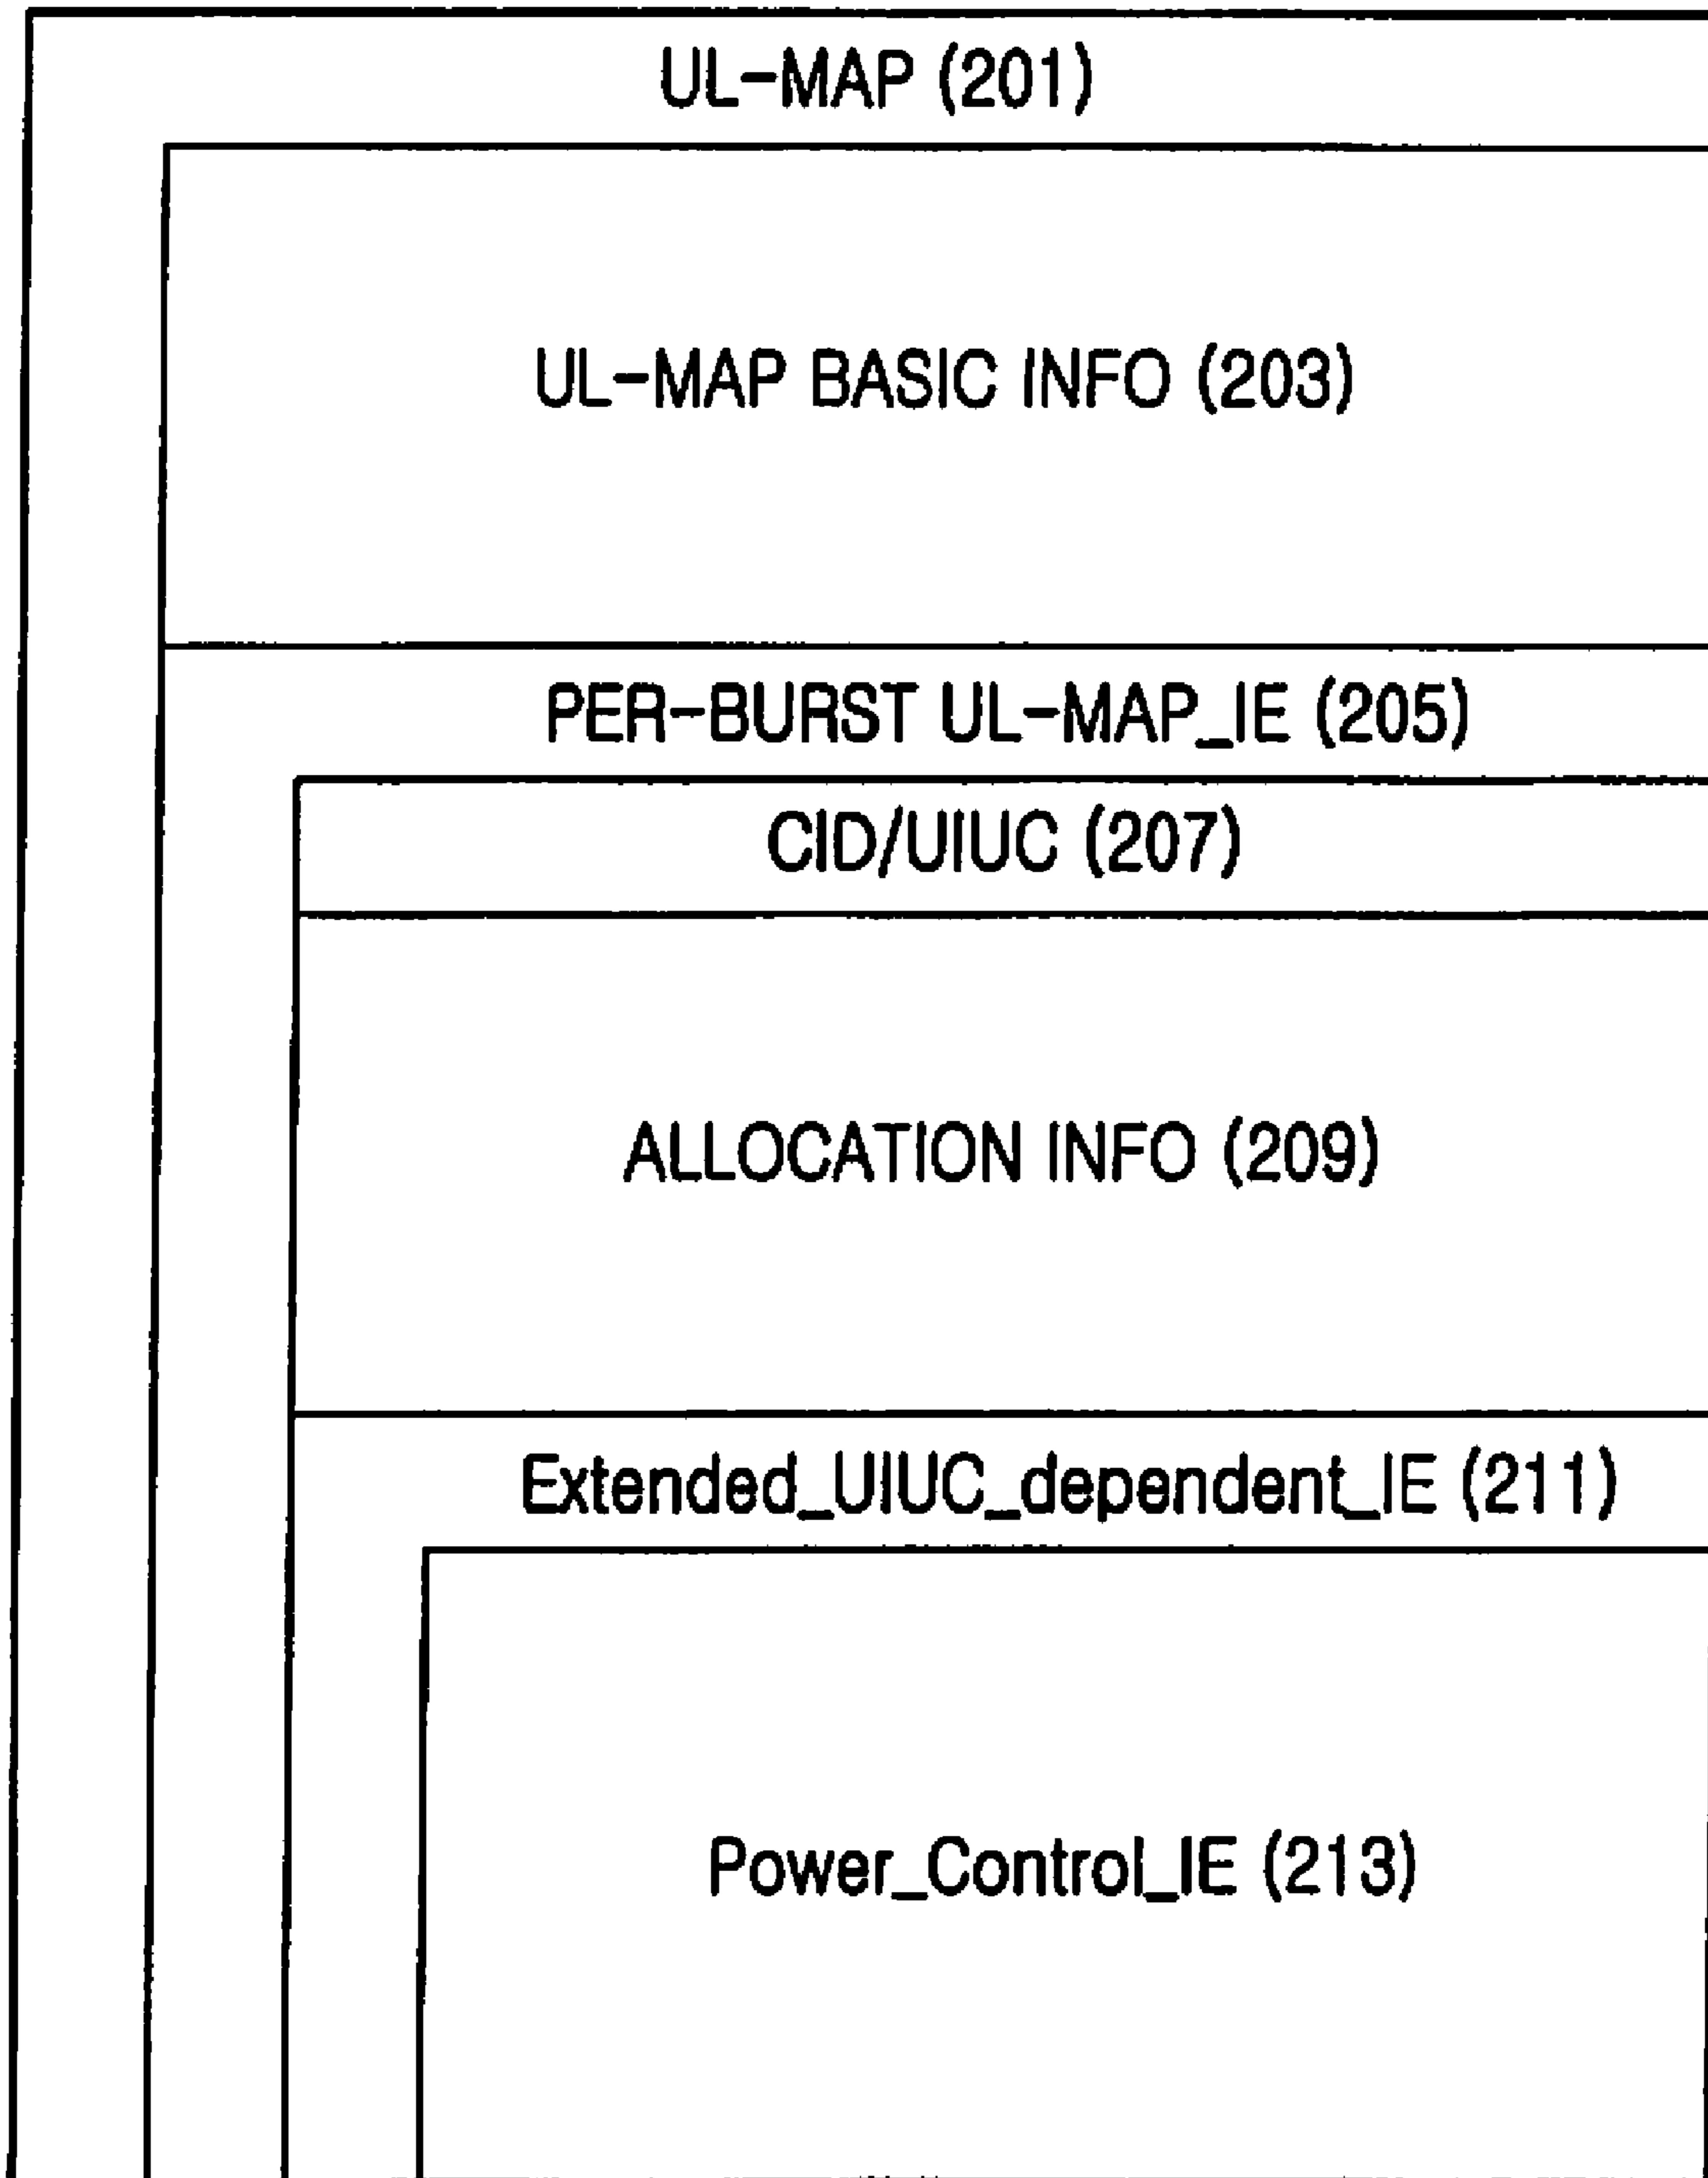 UL-MAP (201)
UL-MAP BASIC INFO (203)
PER-BURST UL-MAP_IE (205)
CID/UIUC (207)
ALLOCATION INFO (209)
Extended_UIUC_dependent_IE (211)
Power_Control_IE (213)